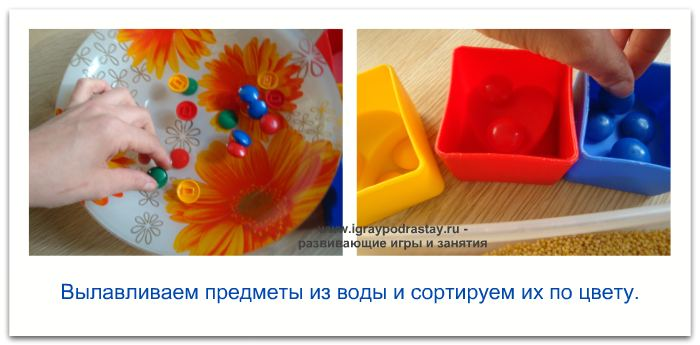 www.igraypodrastay.ru -
развивающие игры и занятия
Вылавливаем предметы из воды и сортируем их по цвету.